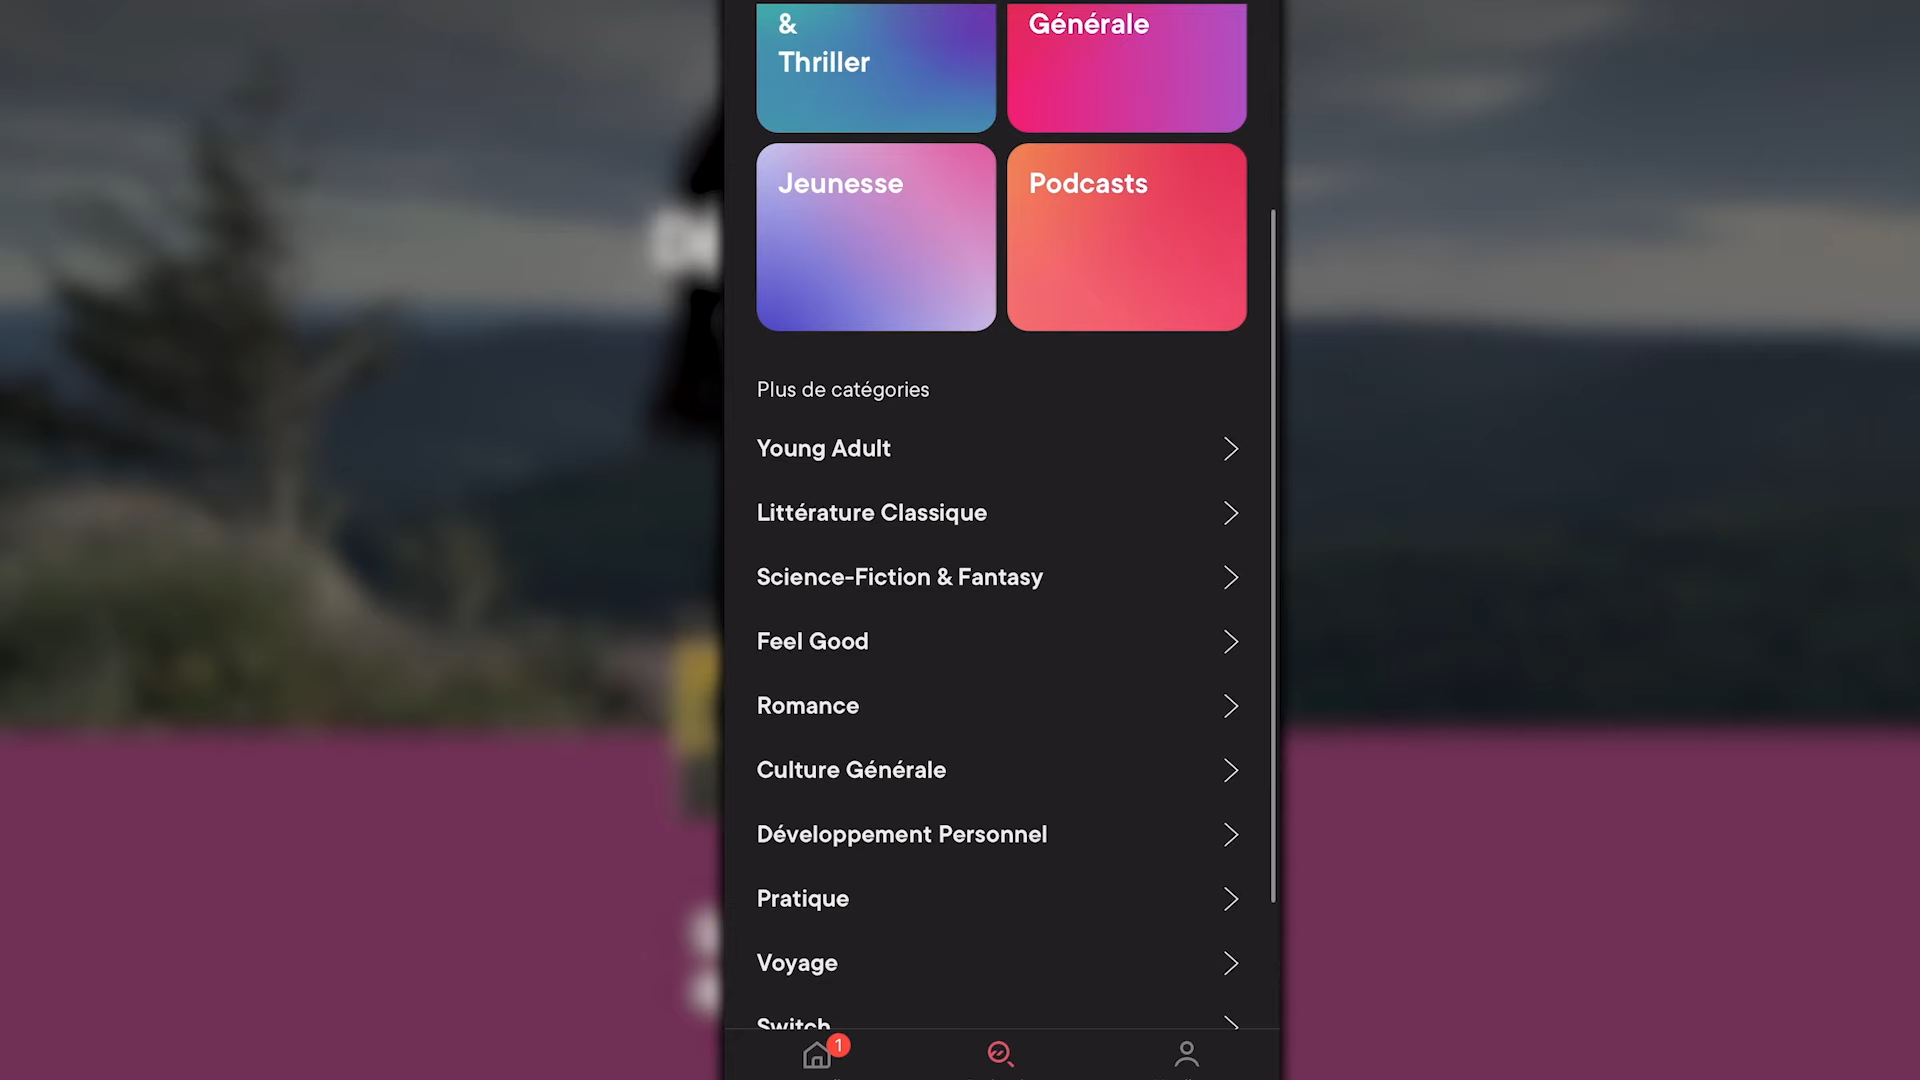 &
Thriller
Générale
Jeunesse
Podcasts
Plus de catégories
Young Adult
Littérature Classique
Science-Fiction & Fantasy
Feel Good
Romance
Culture Générale
Développement Personnel
Pratique
Voyage
Switch
1